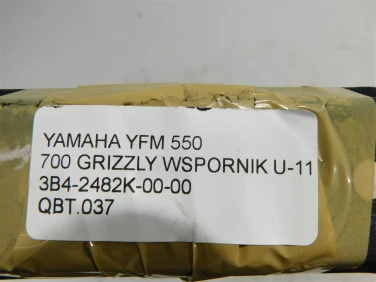 YAMAHA YFM 550
700 GRIZZLY WSPORNIK U-11
3B4-2482K-00-00
QBT.037